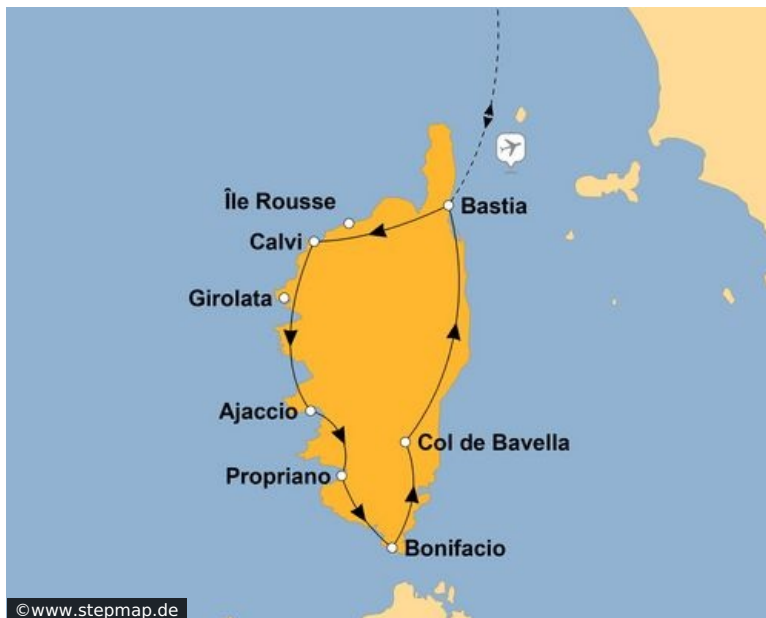 Île Rousse
Bastia
Calvi
Girolata
Ajaccio
Col de Bavella
Propriano
Bonifacio
©www.stepmap.de